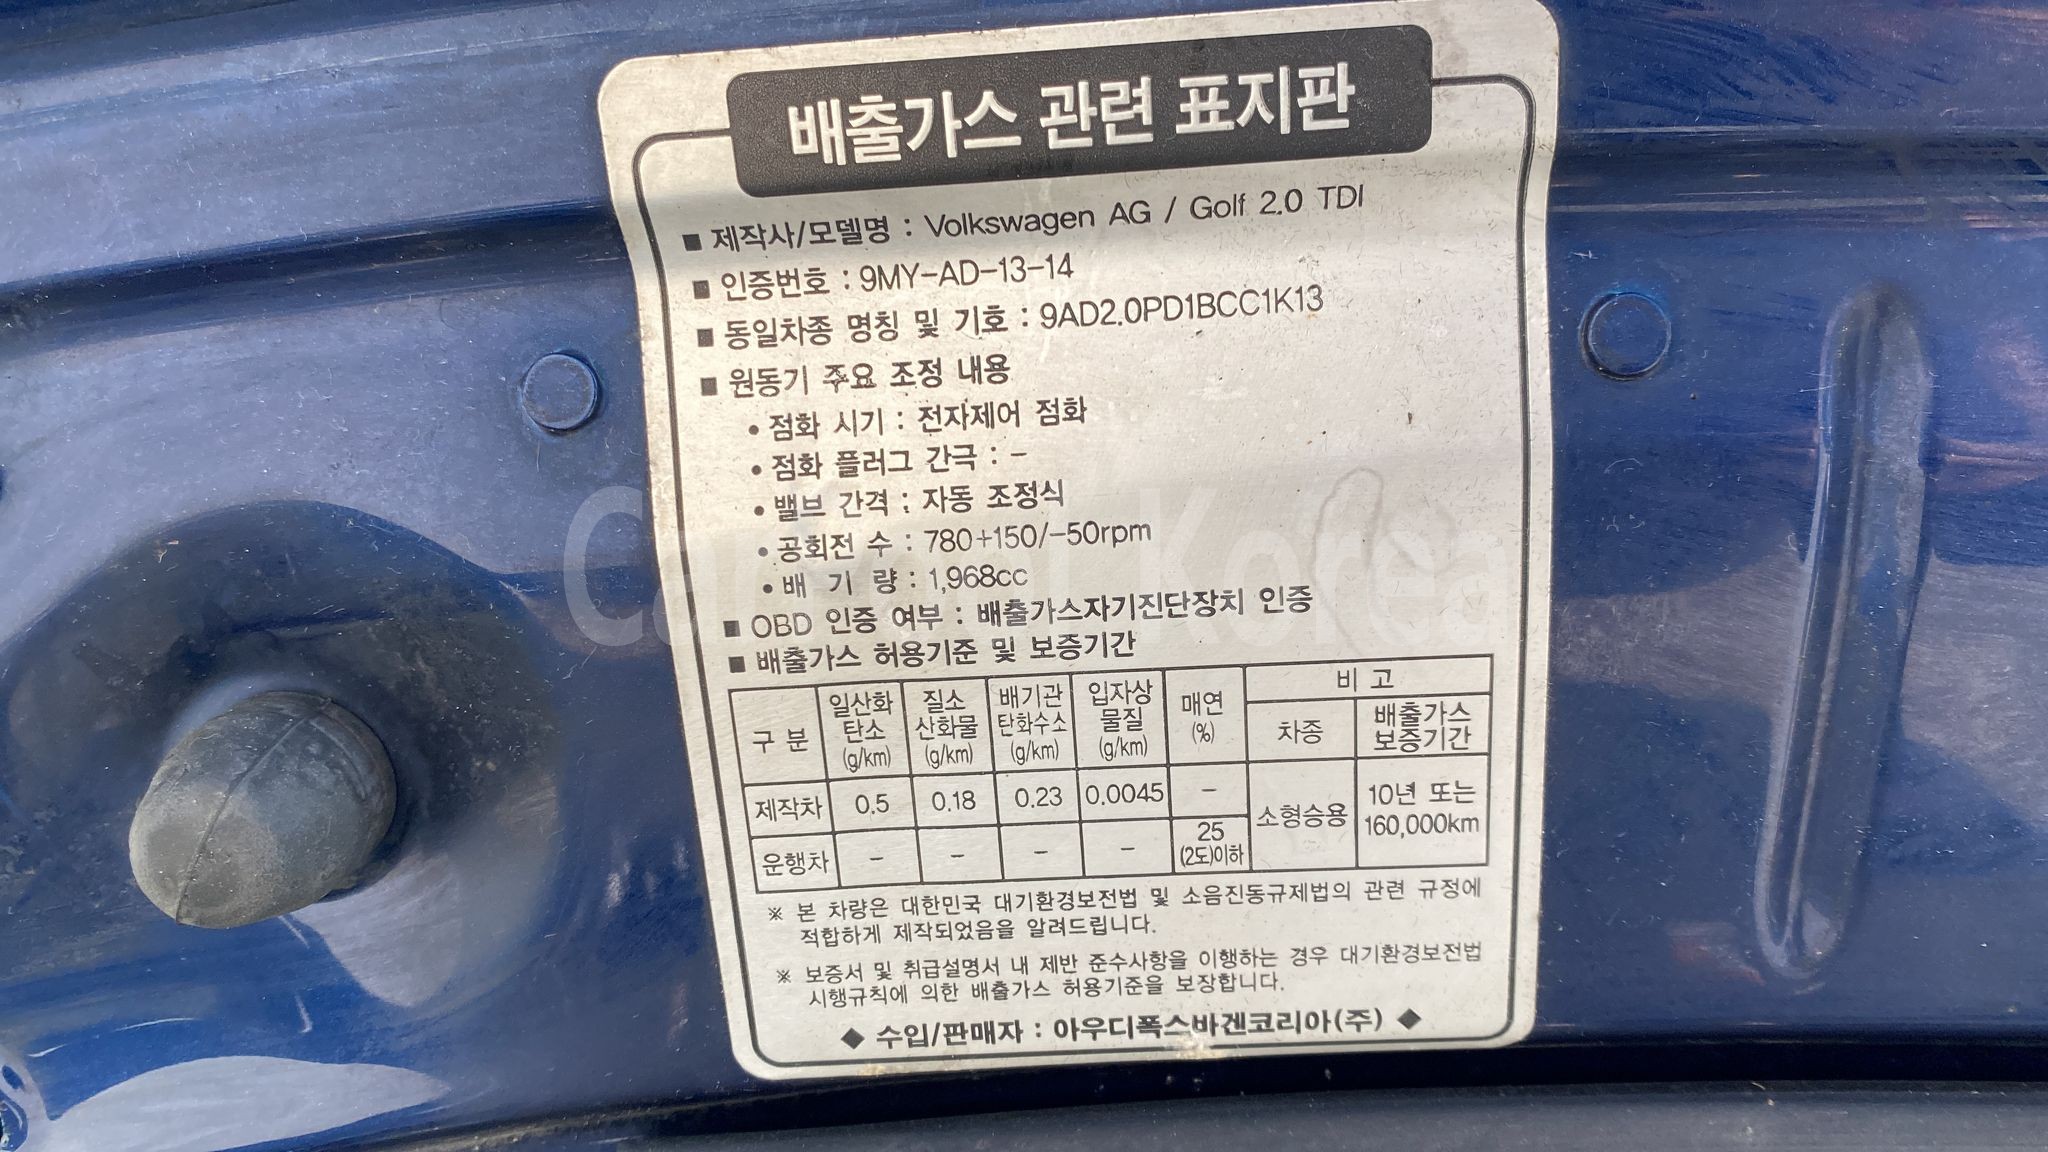 배출가스 관련 표지판
■ 제작사/모델명 : Volkswagen AG / Golf 2.0 TDI
■ 인증번호 : 9MY-AD-13-14
■ 동일차종 명칭 및 기호 : 9AD2.0PD1BCC1K13
■ 원동기 주요 조정 내용
• 점화 시기 : 전자제어 점화
• 점화 플러그 간극 : -
• 밸브 간격 : 자동 조정식
• 공회전 수 : 780+150/-50rpm
• 배 기 량 : 1,968cc
■ OBD 인증 여부 : 배출가스자기진단장치 인증
■ 배출가스 허용기준 및 보증기간
구 분 일산화탄소 (g/km) 질소산화물 (g/km) 배기관탄화수소 (g/km) 입자상물질 (g/km) 매연 (%) 비 고
차종 배출가스 보증기간
제작차 0.5 0.18 0.23 0.0045 - 소형승용 10년 또는 160,000km
운행차 - - - - 25 (2도)이하
※ 본 차량은 대한민국 대기환경보전법 및 소음진동규제법의 관련 규정에
적합하게 제작되었음을 알려드립니다.
※ 보증서 및 취급설명서 내 제반 준수사항을 이행하는 경우 대기환경보전법
시행규칙에 의한 배출가스 허용기준을 보장합니다.
◆ 수입/판매자 : 아우디폭스바겐코리아(주) ◆
Korea